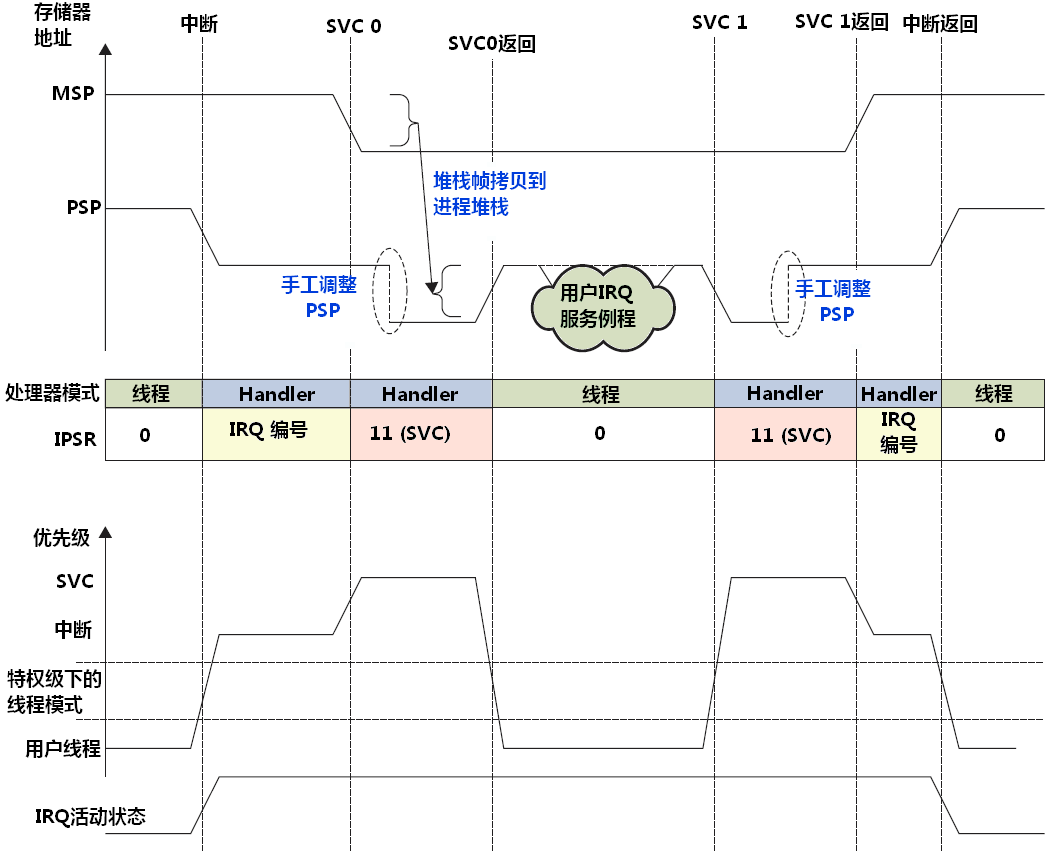 存储器
地址
中断
SVC 0
SVC0返回
SVC 1
SVC 1返回
中断返回
MSP
堆栈帧拷贝到
进程堆栈
PSP
手工调整
PSP
用户IRQ
服务例程
手工调整
PSP
处理器模式
线程
Handler
Handler
线程
Handler
Handler
线程
IPSR
0
IRQ 编号
11 (SVC)
0
11 (SVC)
IRQ
编号
0
优先级
SVC
中断
特权级下的
线程模式
用户线程
IRQ活动状态